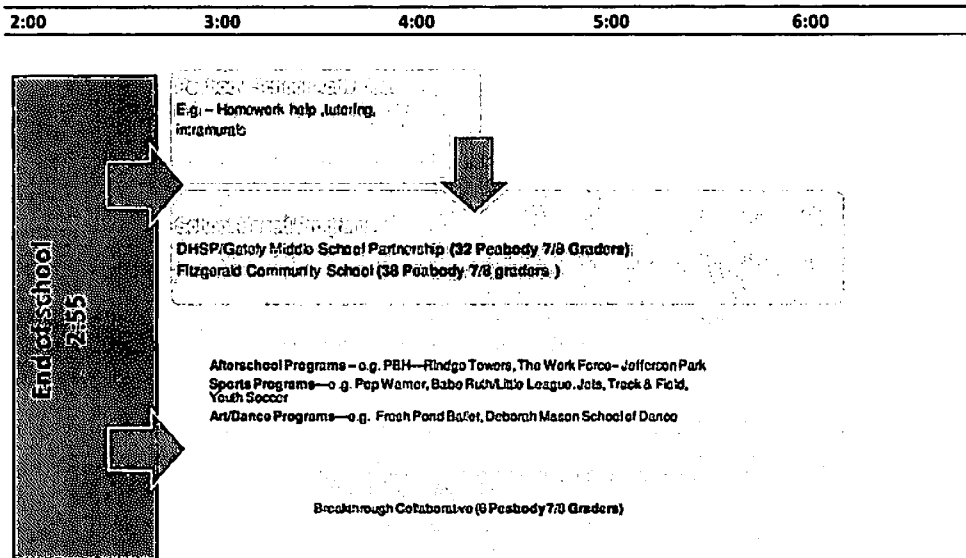 2:00 3:00 4:00 5:00 6:00
End of school
2:55
E.g. – Homework help ,tutoring,
intramurals
DHSP/Gately Middle School Partnership (32 Peabody 7/8 Graders)
Fitzgerald Community School (38 Peabody 7/8 graders )
Afterschool Programs – e.g. PBH—Rindge Towers, The Work Force– Jefferson Park
Sports Programs—e.g. Pop Warner, Babe Ruth/Little League, Jets, Track & Field,
Youth Soccer
Art/Dance Programs—e.g. Fresh Pond Ballet, Deborah Mason School of Dance
Breakthrough Collaborative (6 Peabody 7/8 Graders)